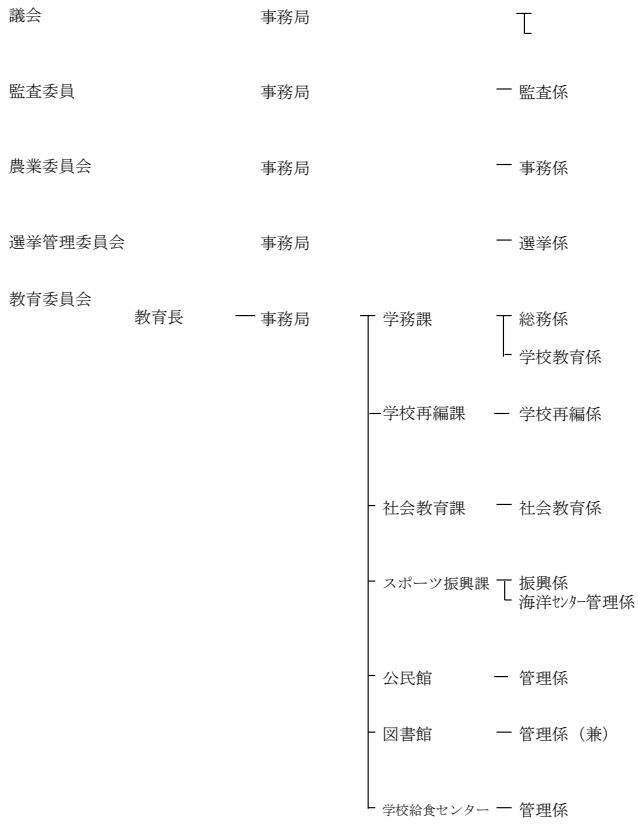 議会 事務局
監査委員 事務局 監査係
農業委員会 事務局 事務係
選挙管理委員会 事務局 選挙係
教育委員会
教育長 事務局 学務課 総務係
学校教育係
学校再編課 学校再編係
社会教育課 社会教育係
スポーツ振興課 振興係
海洋ｾﾝﾀｰ管理係
公民館 管理係
図書館 管理係（兼）
学校給食センター 管理係